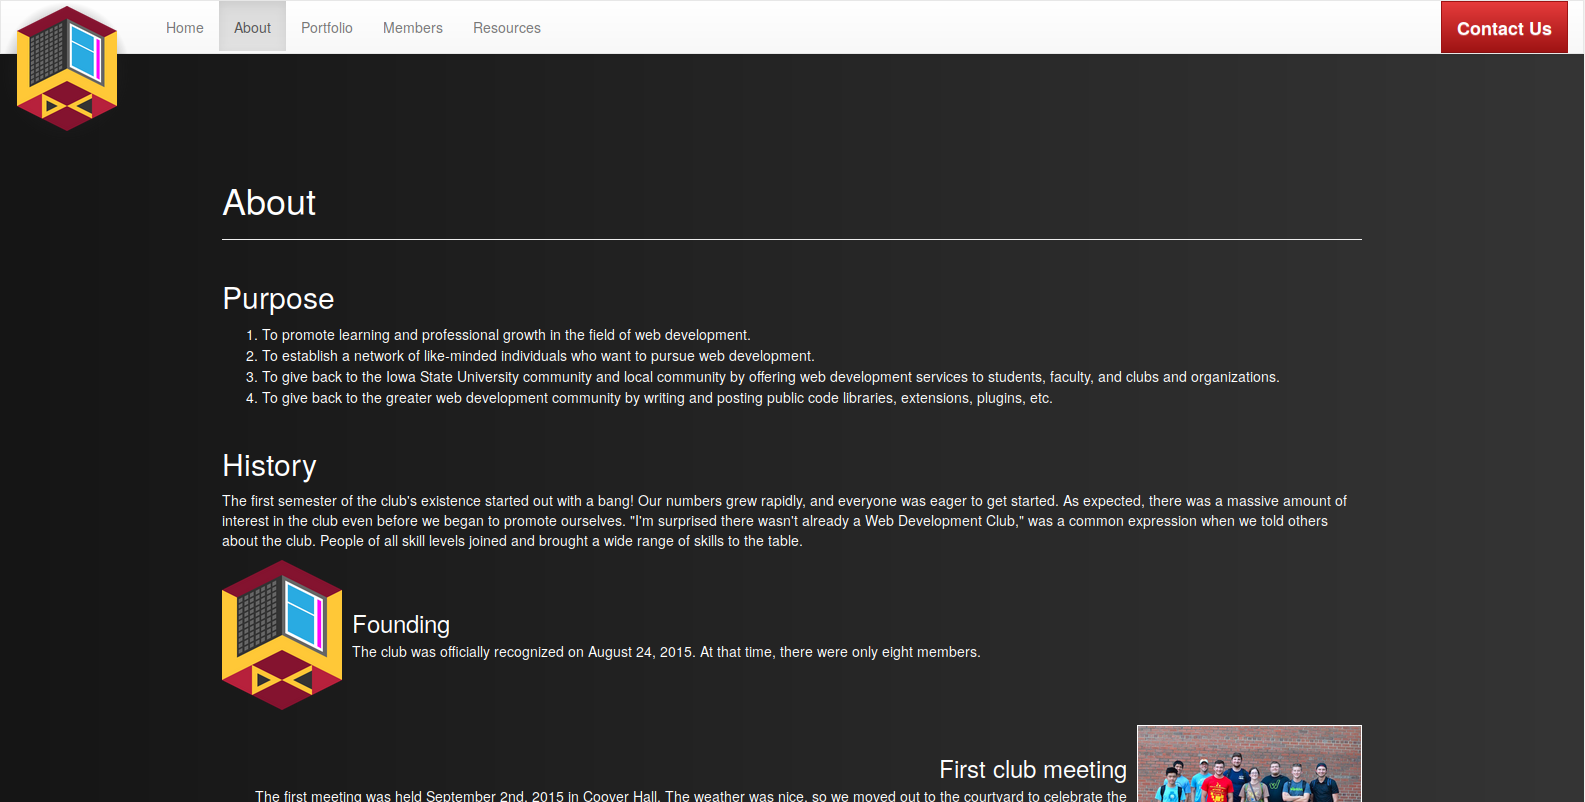 Home About Portfolio Members Resources Contact Us
About
Purpose
1. To promote learning and professional growth in the field of web development.
2. To establish a network of like-minded individuals who want to pursue web development.
3. To give back to the Iowa State University community and local community by offering web development services to students, faculty, and clubs and organizations.
4. To give back to the greater web development community by writing and posting public code libraries, extensions, plugins, etc.
History
The first semester of the club's existence started out with a bang! Our numbers grew rapidly, and everyone was eager to get started. As expected, there was a massive amount of
interest in the club even before we began to promote ourselves. "I'm surprised there wasn't already a Web Development Club," was a common expression when we told others
about the club. People of all skill levels joined and brought a wide range of skills to the table.
Founding
The club was officially recognized on August 24, 2015. At that time, there were only eight members.
First club meeting
The first meeting was held September 2nd, 2015 in Coover Hall. The weather was nice, so we moved out to the courtyard to celebrate the